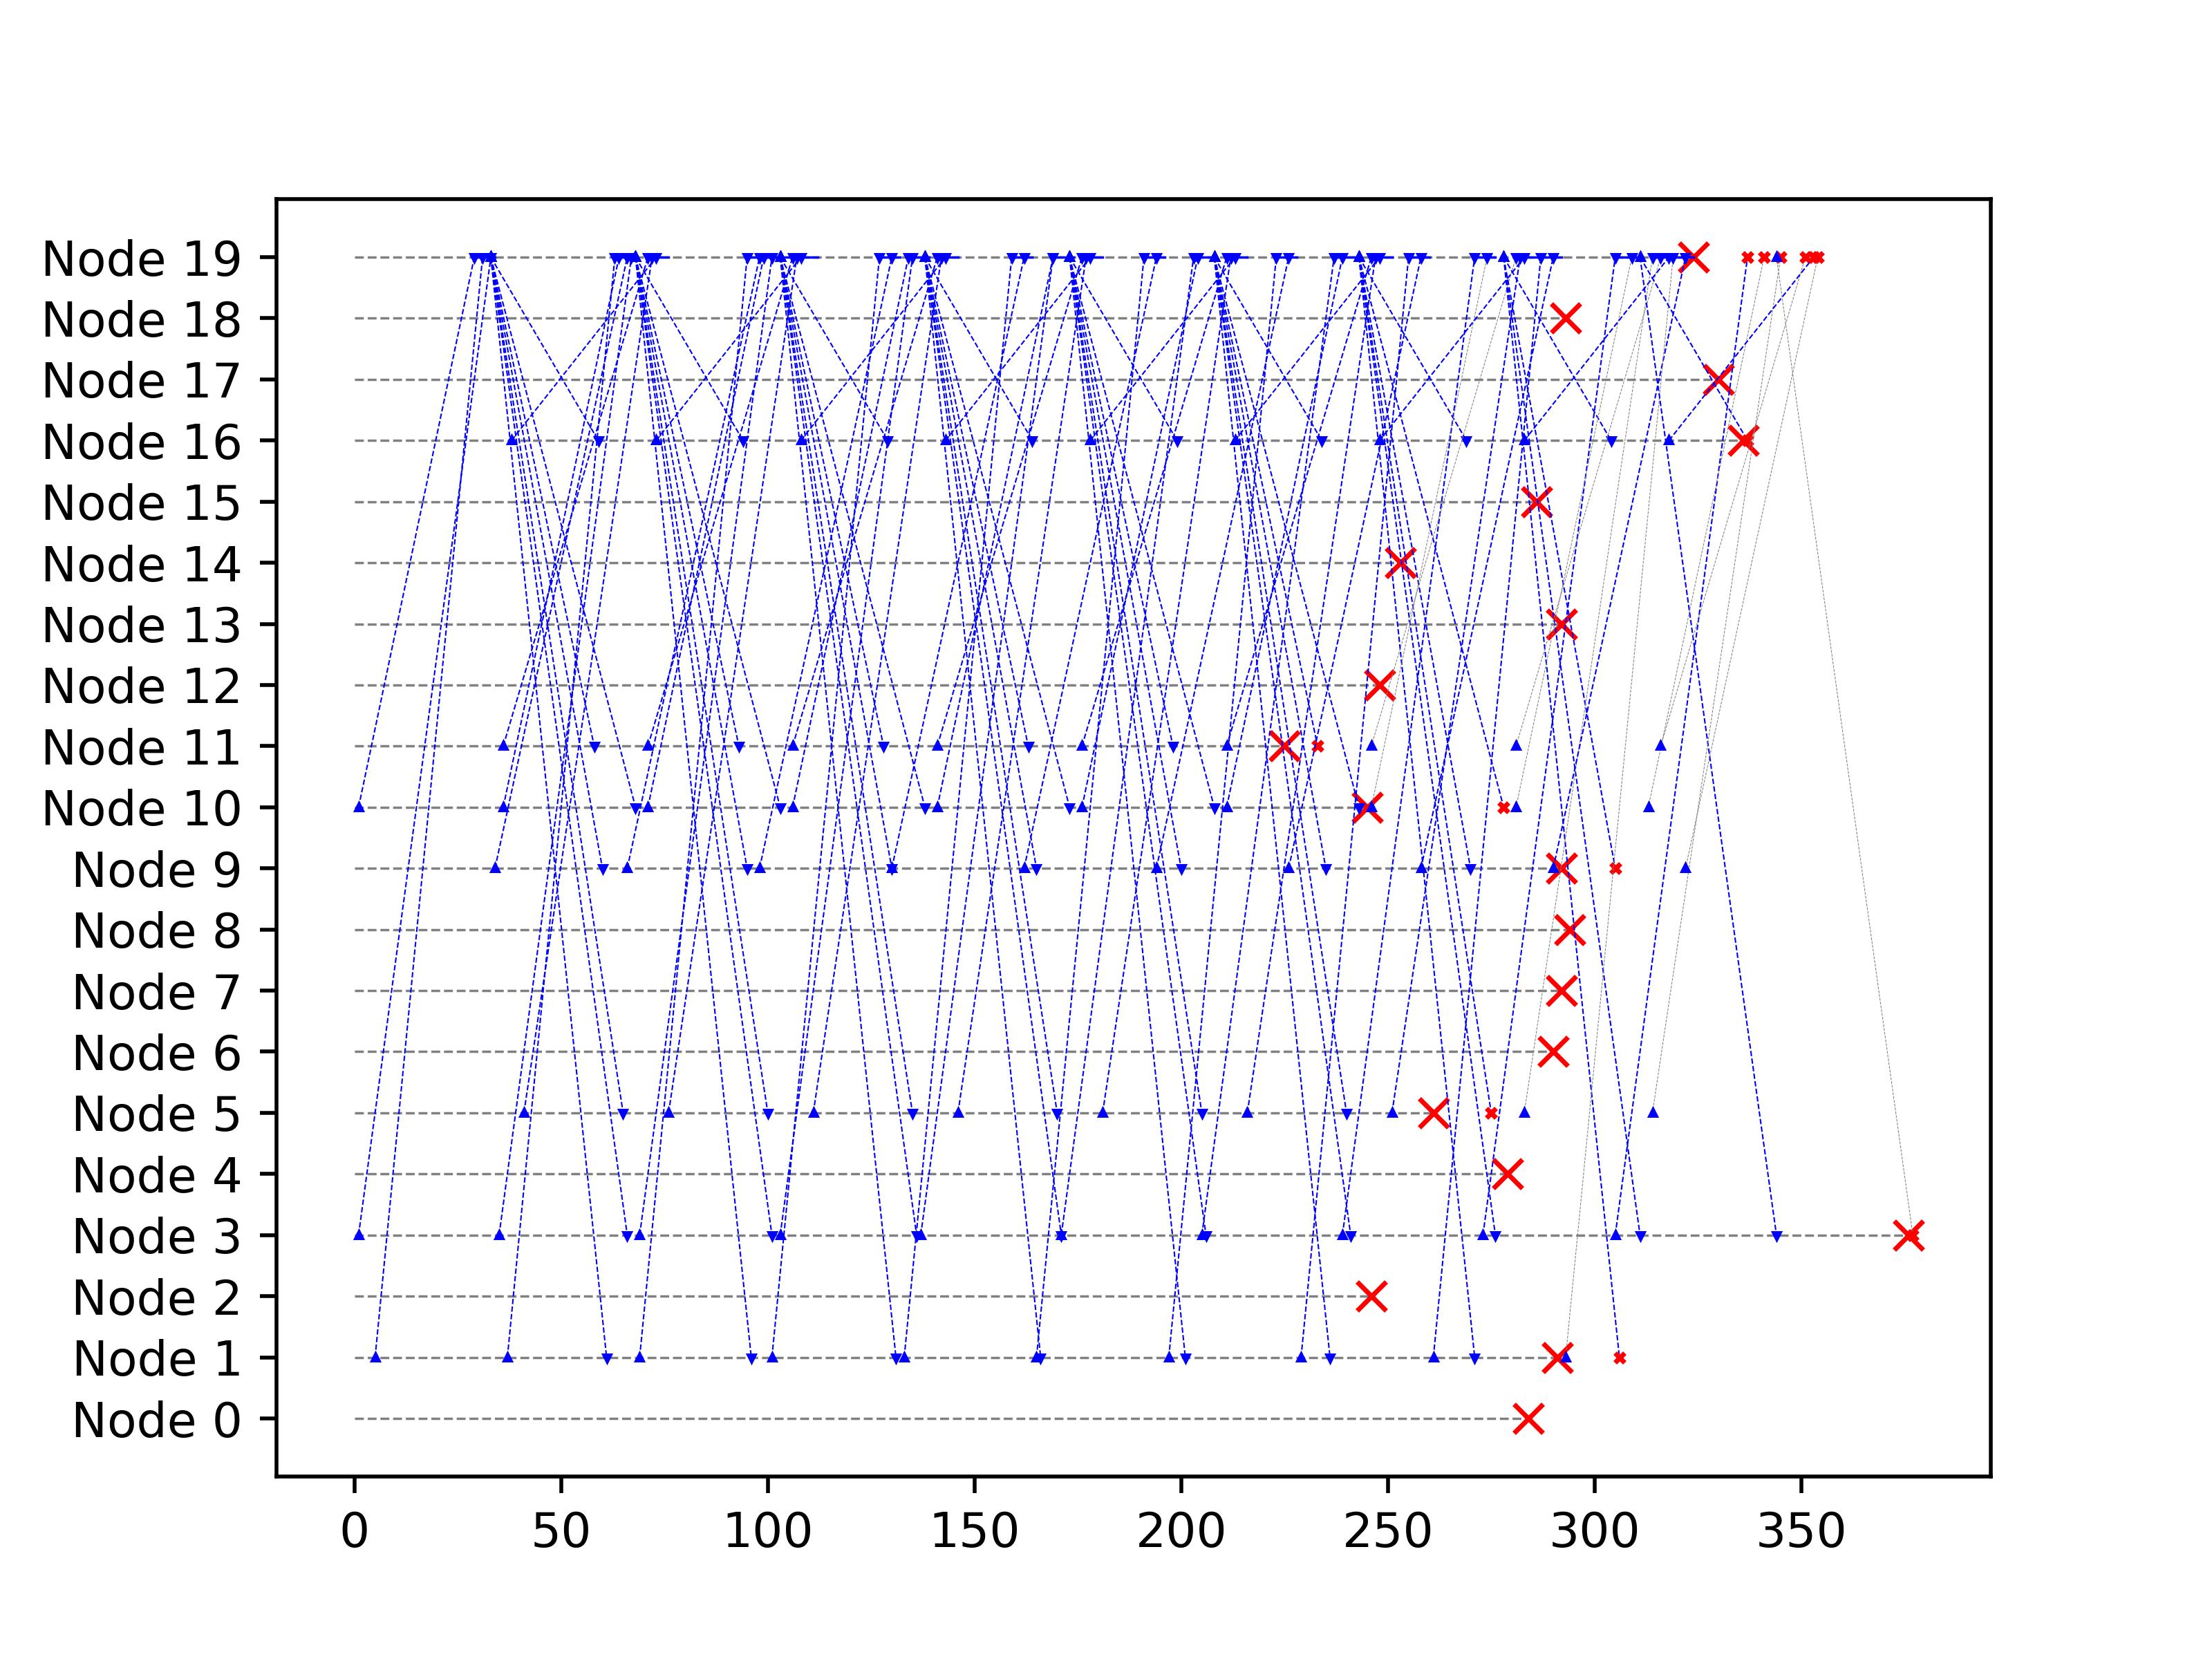 Node 19
Node 18
Node 17
Node 16
Node 15
Node 14
Node 13
Node 12
Node 11
Node 10
Node 9
Node 8
Node 7
Node 6
Node 5
Node 4
Node 3
Node 2
Node 1
Node 0
0 50 100 150 200 250 300 350